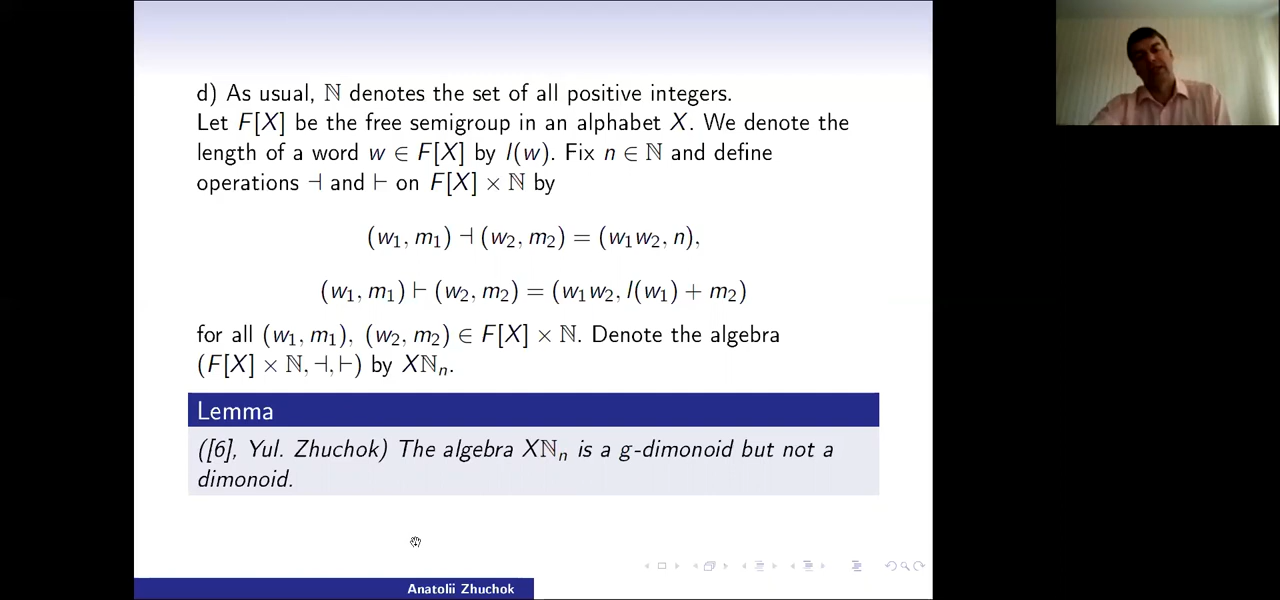 d) As usual, ℕ denotes the set of all positive integers.
Let F[X] be the free semigroup in an alphabet X. We denote the
length of a word w ∈ F[X] by l(w). Fix n ∈ ℕ and define
operations ⊣ and ⊢ on F[X] × ℕ by
(w₁, m₁) ⊣ (w₂, m₂) = (w₁w₂, n),
(w₁, m₁) ⊢ (w₂, m₂) = (w₁w₂, l(w₁) + m₂)
for all (w₁, m₁), (w₂, m₂) ∈ F[X] × ℕ. Denote the algebra
(F[X] × ℕ, ⊣, ⊢) by Xℕₙ.
Lemma
([6], Yul. Zhuchok) The algebra Xℕₙ is a g-dimonoid but not a
dimonoid.
Anatolii Zhuchok